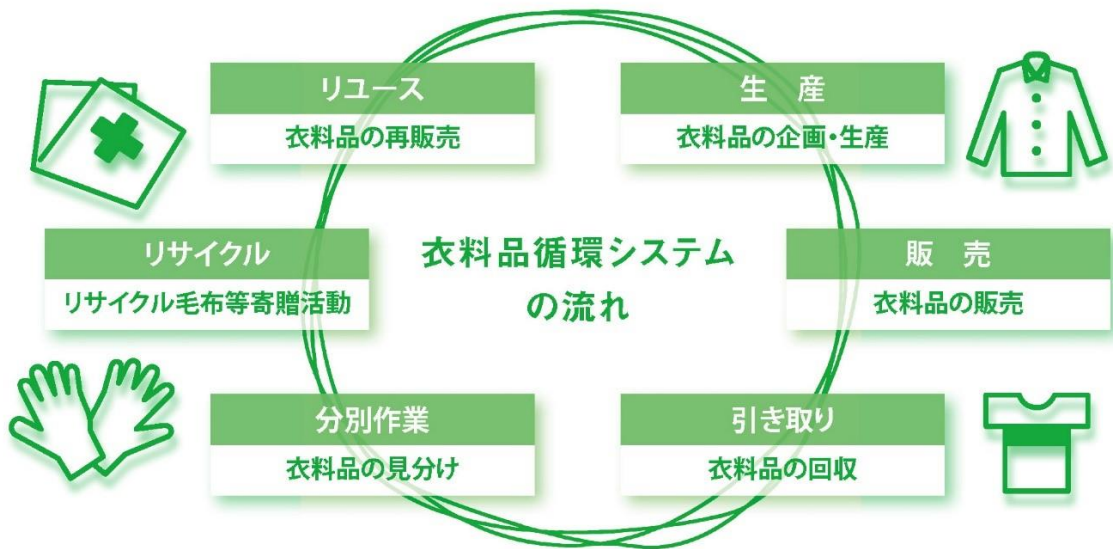 リユース
衣料品の再販売
生　産
衣料品の企画・生産
リサイクル
リサイクル毛布等寄贈活動
衣料品循環システム
の流れ
販　売
衣料品の販売
分別作業
衣料品の見分け
引き取り
衣料品の回収